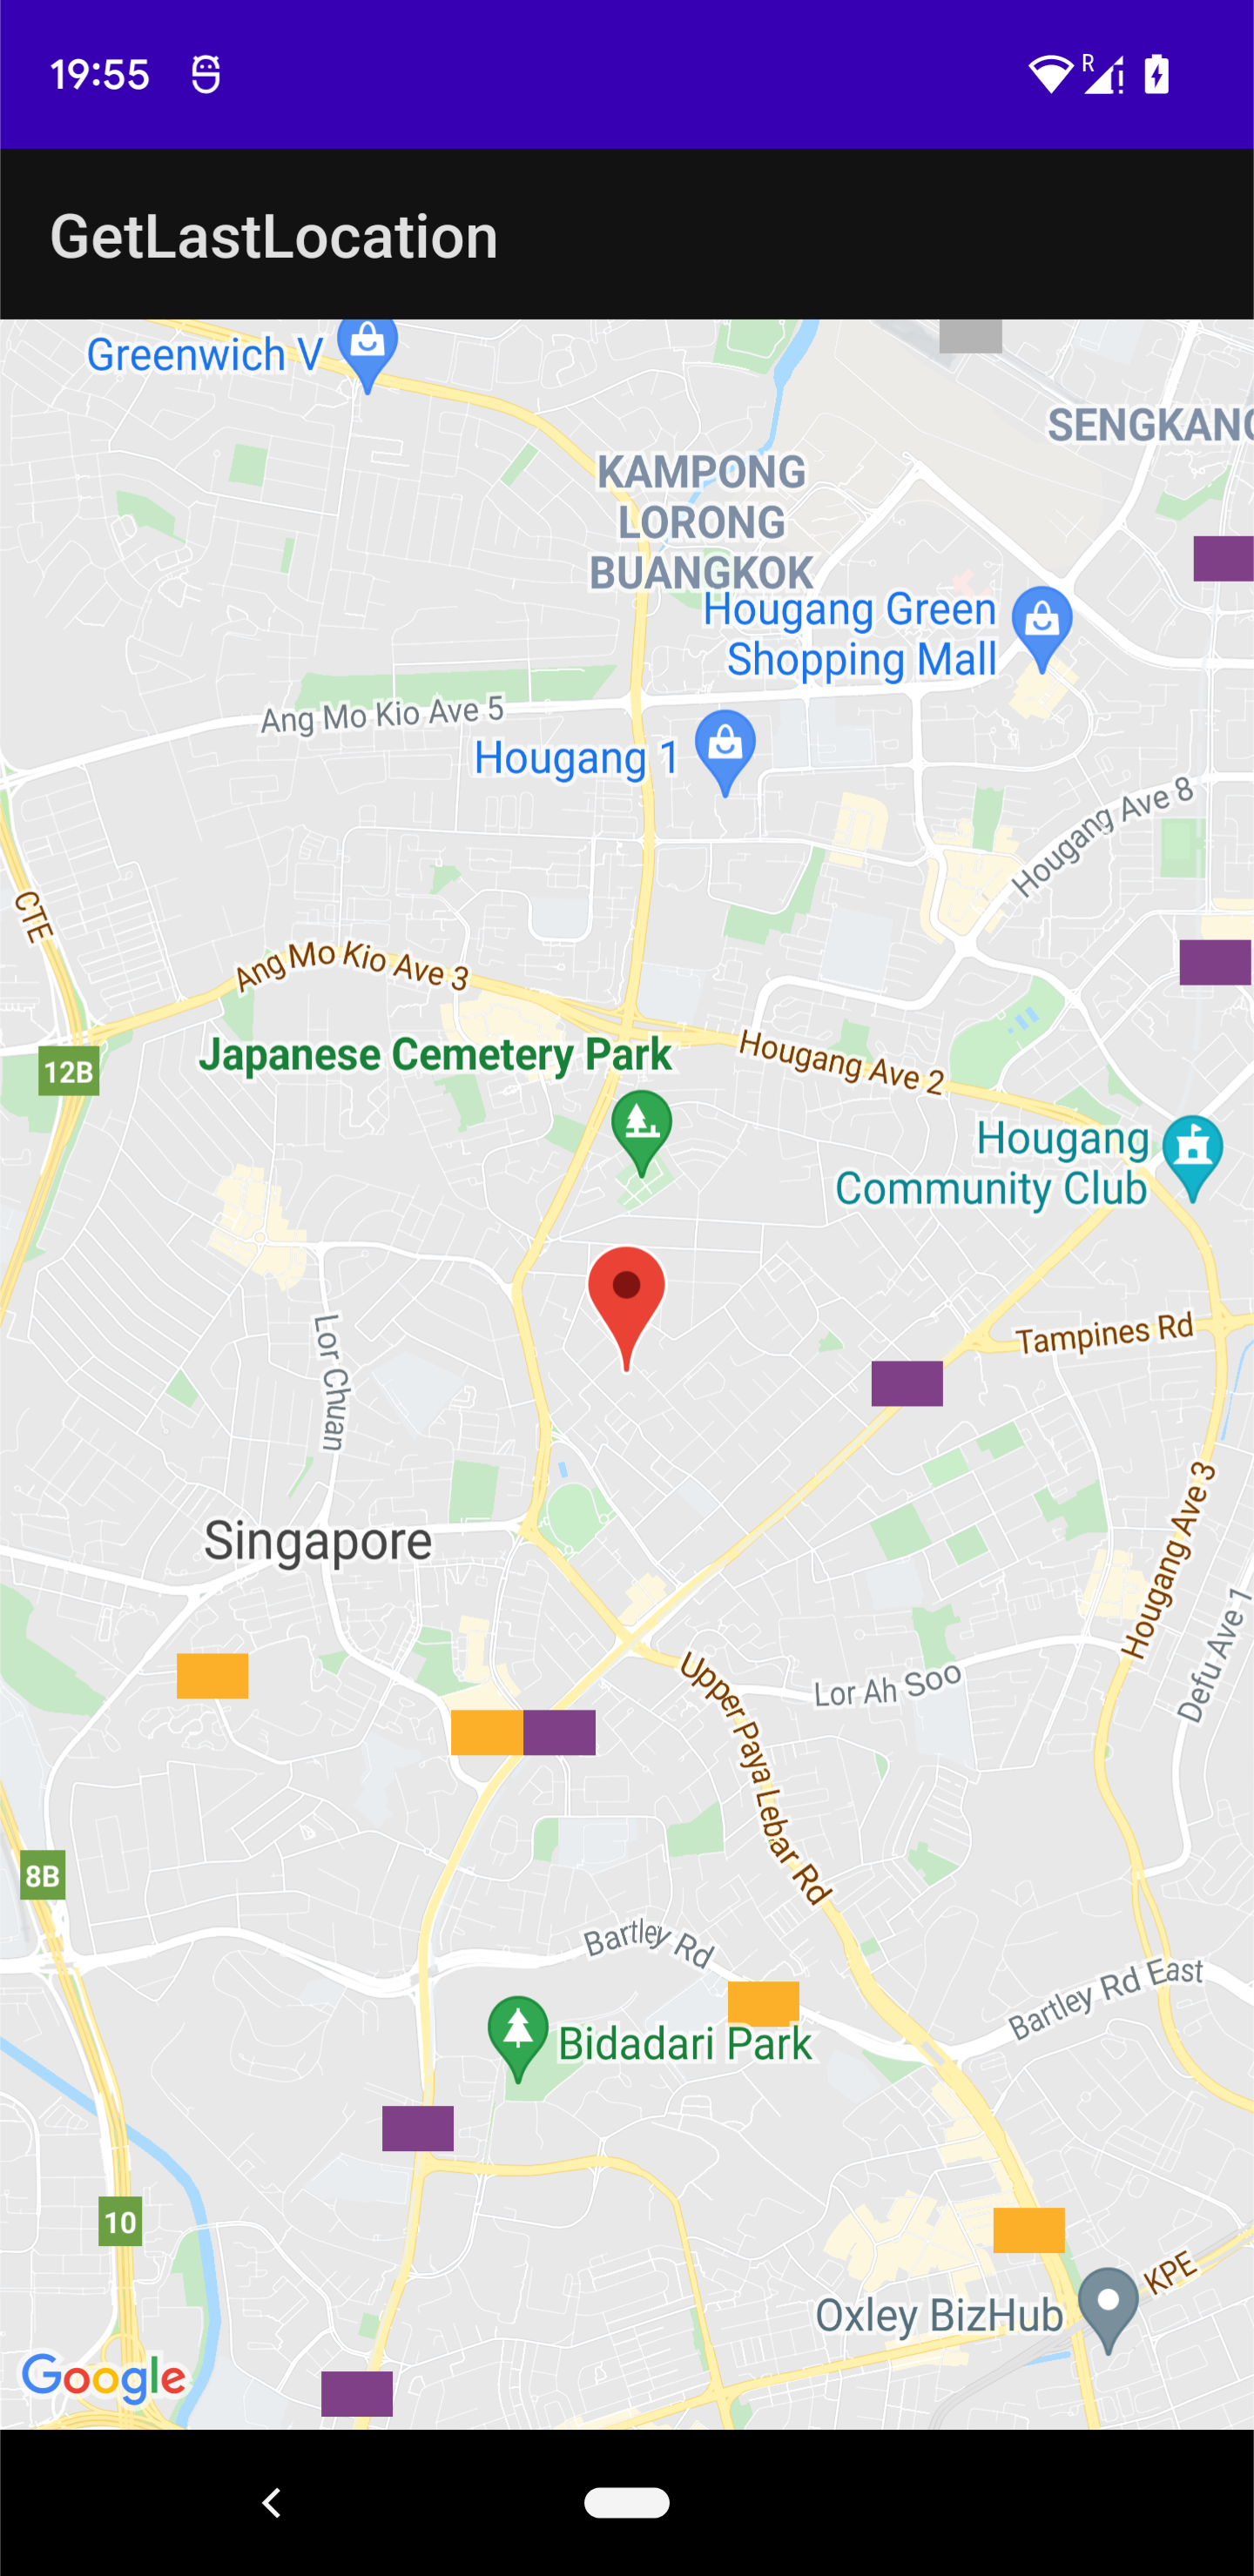 19:55
R
GetLastLocation
Greenwich V
SENGKANG
KAMPONG
LORONG
BUANGKOK
Hougang Green
Shopping Mall
Ang Mo Kio Ave 5
Hougang 1
Hougang Ave 8
CTE
Ang Mo Kio Ave 3
Japanese Cemetery Park
Hougang Ave 2
12B
Hougang
Community Club
Lor Chuan
Tampines Rd
Singapore
Hougang Ave 3
Defu Ave 1
Lor Ah Soo
Upper Paya Lebar Rd
8B
Bartley Rd
Bartley Rd East
Bidadari Park
10
KPE
Oxley BizHub
Google